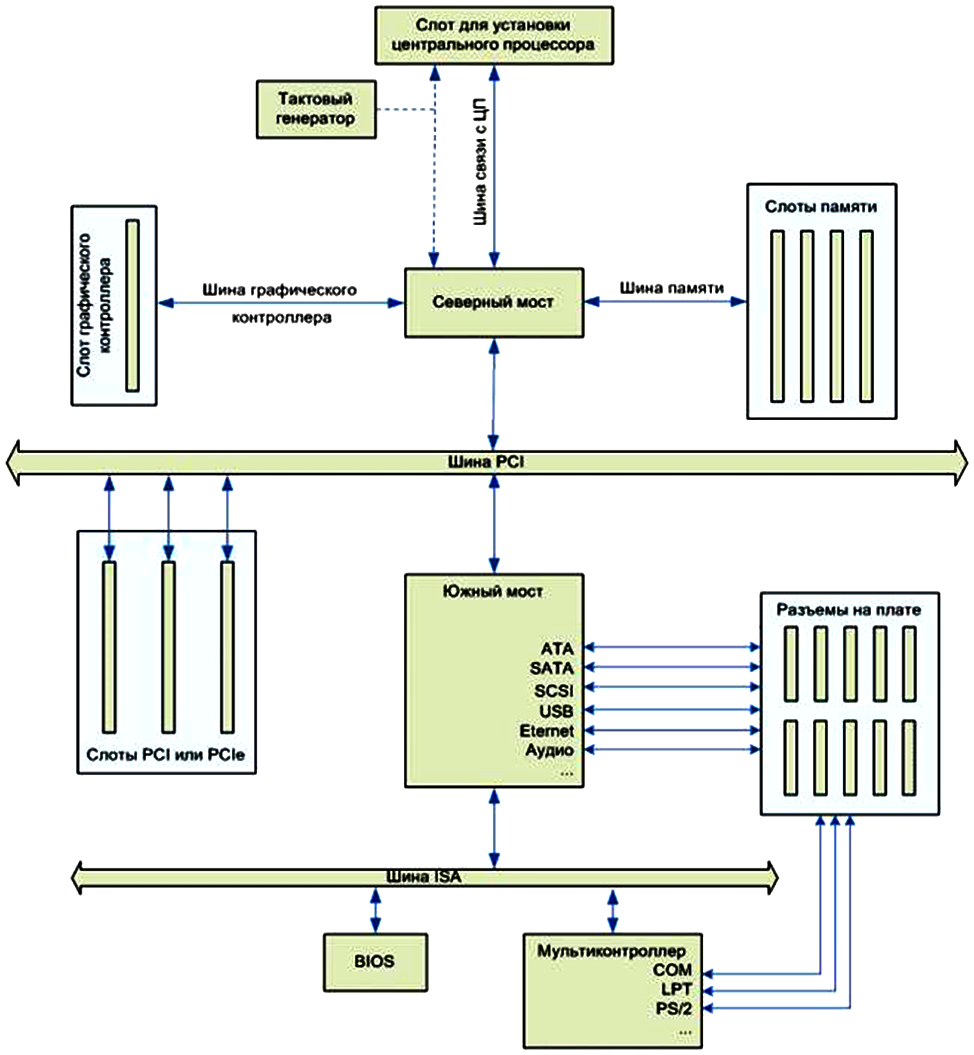 Слот для установки
центрального процессора
Тактовый
генератор
Шина связи с ЦП
Слоты памяти
Слот графического
контроллера
Шина графического
контроллера
Северный мост
Шина памяти
Шина PCI
Слоты PCI или PCIe
Южный мост
ATA
SATA
SCSI
USB
Eternet
Аудио
...
Разъемы на плате
Шина ISA
BIOS
Мультиконтроллер
COM
LPT
PS/2
...